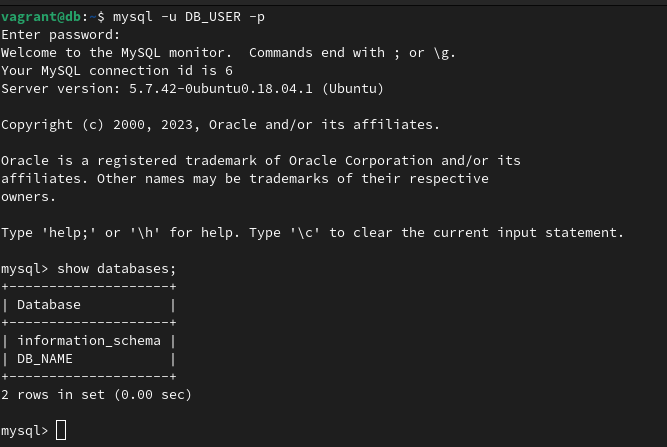 vagrant@db:~$ mysql -u DB_USER -p
Enter password:
Welcome to the MySQL monitor.  Commands end with ; or \g.
Your MySQL connection id is 6
Server version: 5.7.42-0ubuntu0.18.04.1 (Ubuntu)

Copyright (c) 2000, 2023, Oracle and/or its affiliates.

Oracle is a registered trademark of Oracle Corporation and/or its
affiliates. Other names may be trademarks of their respective
owners.

Type 'help;' or '\h' for help. Type '\c' to clear the current input statement.

mysql> show databases;
+--------------------+
| Database           |
+--------------------+
| information_schema |
| DB_NAME            |
+--------------------+
2 rows in set (0.00 sec)

mysql>